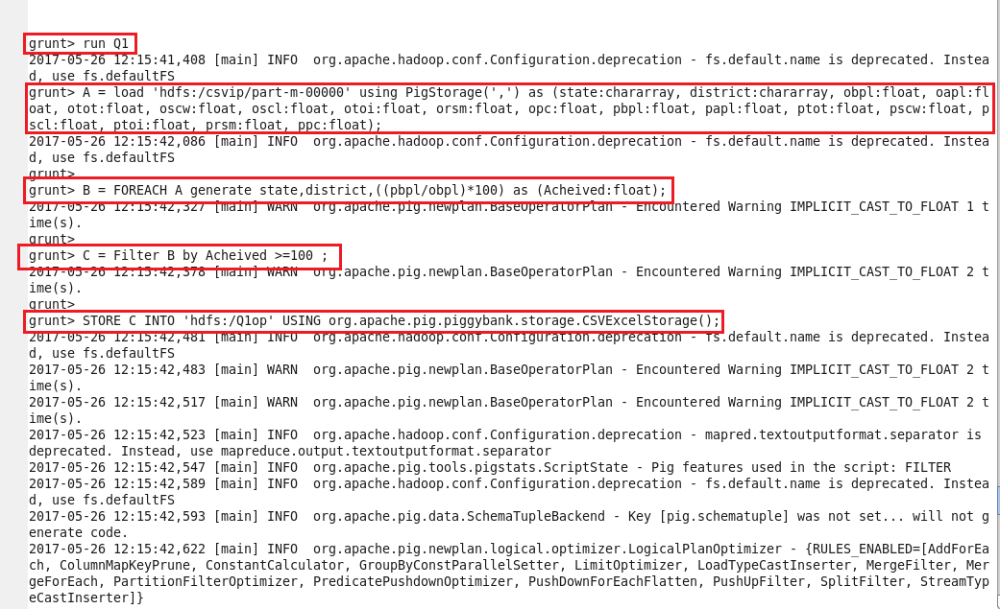 grunt> run Q1
2017-05-26 12:15:41,408 [main] INFO  org.apache.hadoop.conf.Configuration.deprecation - fs.default.name is deprecated. Instea
d, use fs.defaultFS
grunt> A = load 'hdfs:/csvip/part-m-00000' using PigStorage(',') as (state:chararray, district:chararray, obpl:float, oapl:fl
oat, otot:float, oscw:float, oscl:float, otoi:float, orsm:float, opc:float, pbpl:float, papl:float, ptot:float, pscw:float, p
scl:float, ptoi:float, prsm:float, ppc:float);
2017-05-26 12:15:42,086 [main] INFO  org.apache.hadoop.conf.Configuration.deprecation - fs.default.name is deprecated. Instea
d, use fs.defaultFS
grunt>
grunt> B = FOREACH A generate state,district,((pbpl/obpl)*100) as (Acheived:float);
2017-05-26 12:15:42,327 [main] WARN  org.apache.pig.newplan.BaseOperatorPlan - Encountered Warning IMPLICIT_CAST_TO_FLOAT 1 t
ime(s).
grunt>
grunt> C = Filter B by Acheived >=100 ;
2017-05-26 12:15:42,378 [main] WARN  org.apache.pig.newplan.BaseOperatorPlan - Encountered Warning IMPLICIT_CAST_TO_FLOAT 2 t
ime(s).
grunt>
grunt> STORE C INTO 'hdfs:/Q1op' USING org.apache.pig.piggybank.storage.CSVExcelStorage();
2017-05-26 12:15:42,481 [main] INFO  org.apache.hadoop.conf.Configuration.deprecation - fs.default.name is deprecated. Instea
d, use fs.defaultFS
2017-05-26 12:15:42,483 [main] WARN  org.apache.pig.newplan.BaseOperatorPlan - Encountered Warning IMPLICIT_CAST_TO_FLOAT 2 t
ime(s).
2017-05-26 12:15:42,517 [main] WARN  org.apache.pig.newplan.BaseOperatorPlan - Encountered Warning IMPLICIT_CAST_TO_FLOAT 2 t
ime(s).
2017-05-26 12:15:42,523 [main] INFO  org.apache.hadoop.conf.Configuration.deprecation - mapred.textoutputformat.separator is
deprecated. Instead, use mapreduce.output.textoutputformat.separator
2017-05-26 12:15:42,547 [main] INFO  org.apache.pig.tools.pigstats.ScriptState - Pig features used in the script: FILTER
2017-05-26 12:15:42,589 [main] INFO  org.apache.hadoop.conf.Configuration.deprecation - fs.default.name is deprecated. Instea
d, use fs.defaultFS
2017-05-26 12:15:42,593 [main] INFO  org.apache.pig.data.SchemaTupleBackend - Key [pig.schematuple] was not set... will not g
enerate code.
2017-05-26 12:15:42,622 [main] INFO  org.apache.pig.newplan.logical.optimizer.LogicalPlanOptimizer - {RULES_ENABLED=[AddForEa
ch, ColumnMapKeyPrune, ConstantCalculator, GroupByConstParallelSetter, LimitOptimizer, LoadTypeCastInserter, MergeFilter, Mer
geForEach, PartitionFilterOptimizer, PredicatePushdownOptimizer, PushDownForEachFlatten, PushUpFilter, SplitFilter, StreamTyp
eCastInserter]}